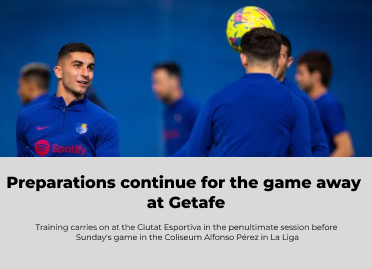 Spotify
Preparations continue for the game away
at Getafe
Training carries on at the Ciutat Esportiva in the penultimate session before
Sunday's game in the Coliseum Alfonso Pérez in La Liga